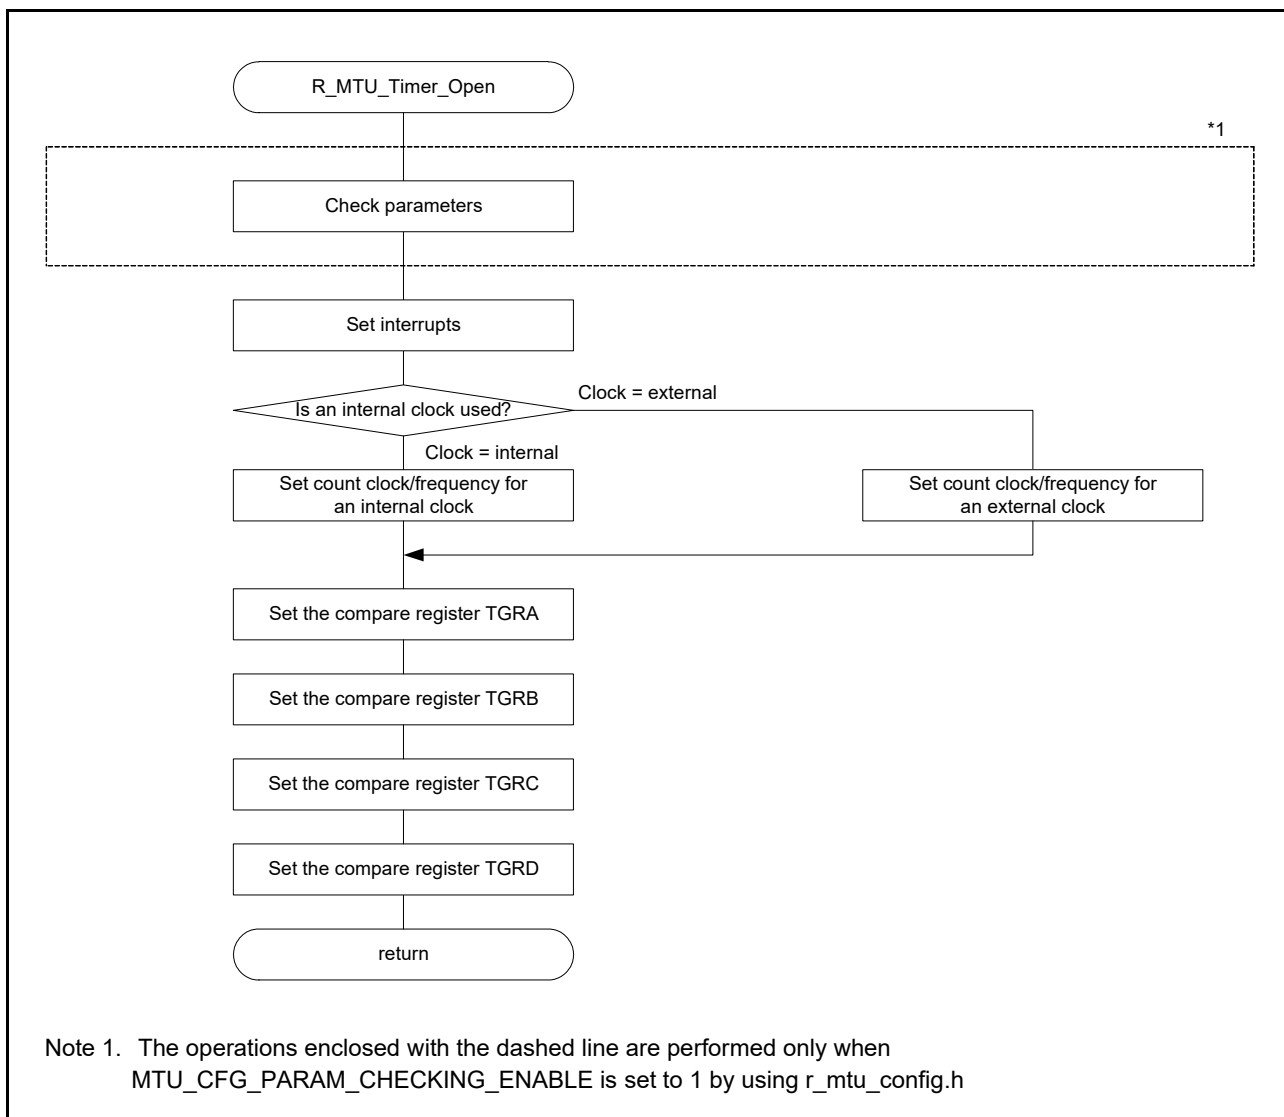 R_MTU_Timer_Open
*1
Check parameters
Set interrupts
Is an internal clock used?
Clock = external
Clock = internal
Set count clock/frequency for
an internal clock
Set count clock/frequency for
an external clock
Set the compare register TGRA
Set the compare register TGRB
Set the compare register TGRC
Set the compare register TGRD
return
Note 1. The operations enclosed with the dashed line are performed only when
MTU_CFG_PARAM_CHECKING_ENABLE is set to 1 by using r_mtu_config.h